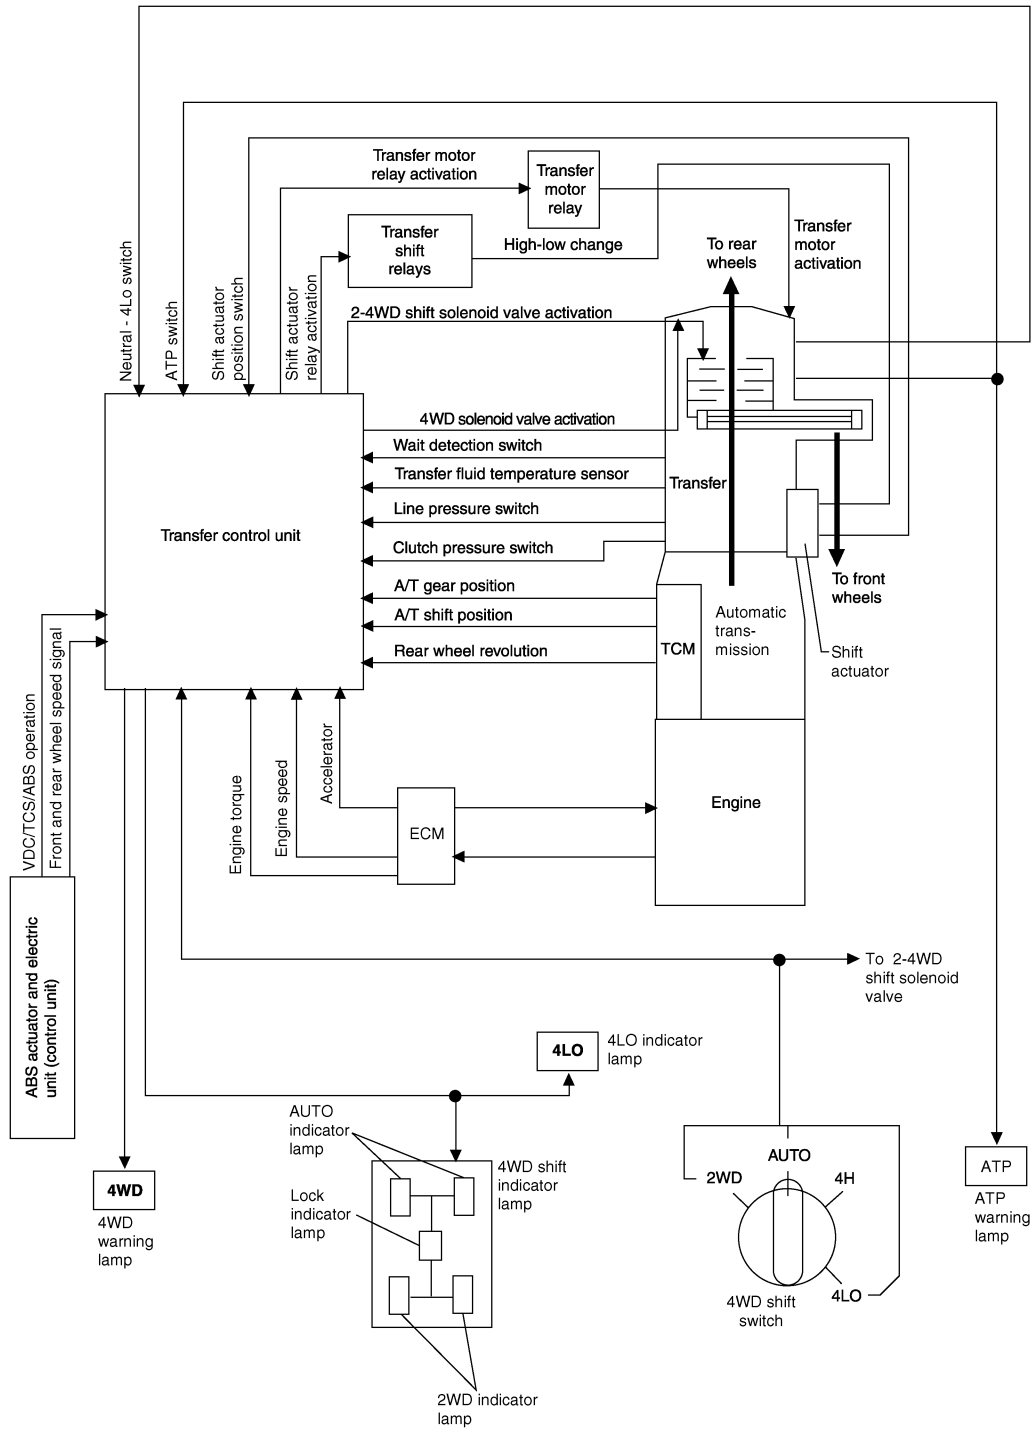 Transfer motor
relay activation
Transfer
motor
relay
Transfer
shift
relays
High-low change
To rear
wheels
Transfer
motor
activation
Neutral - 4Lo switch
ATP switch
Shift actuator
position switch
Shift actuator
relay activation
2-4WD shift solenoid valve activation
4WD solenoid valve activation
Wait detection switch
Transfer fluid temperature sensor
Transfer
Line pressure switch
Transfer control unit
Clutch pressure switch
A/T gear position
A/T shift position
Rear wheel revolution
TCM
Automatic
trans-
mission
To front
wheels
Shift
actuator
VDC/TCS/ABS operation
Front and rear wheel speed signal
Engine torque
Engine speed
Accelerator
ECM
Engine
ABS actuator and electric
unit (control unit)
To 2-4WD
shift solenoid
valve
4LO
4LO indicator
lamp
AUTO
indicator
lamp
4WD shift
indicator
lamp
Lock
indicator
lamp
2WD indicator
lamp
4WD
4WD
warning
lamp
AUTO
2WD
4H
4LO
4WD shift
switch
ATP
ATP
warning
lamp